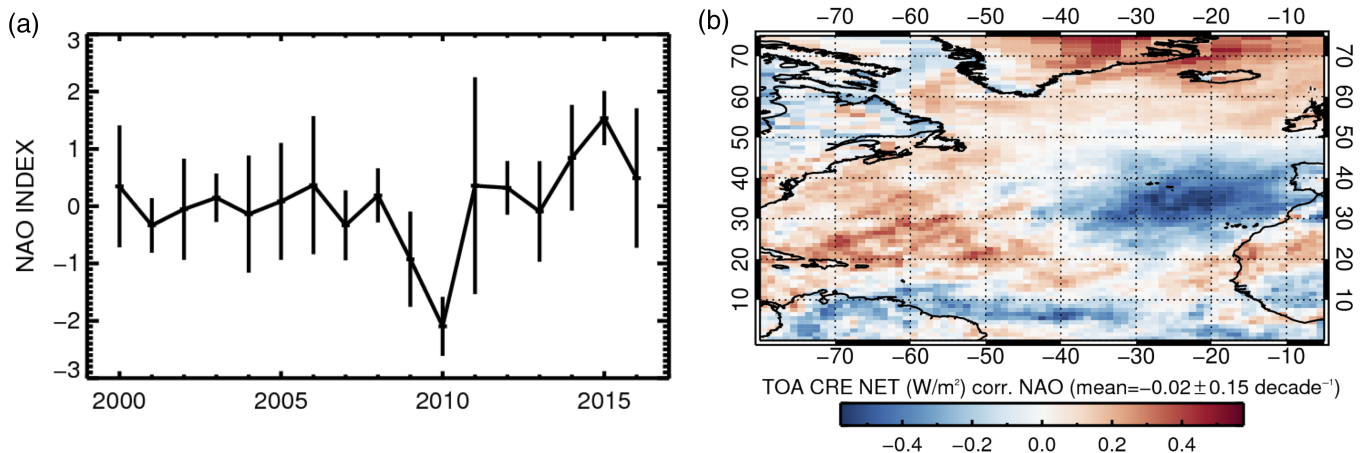 (a)
3
2
1
0
−1
−2
−3
NAO INDEX
2000 2005 2010 2015
(b)
−70 −60 −50 −40 −30 −20 −10
70 70
60 60
50 50
40 40
30 30
20 20
10 10
−70 −60 −50 −40 −30 −20 −10
TOA CRE NET (W/m²) corr. NAO (mean=−0.02±0.15 decade⁻¹)
−0.4 −0.2 0.0 0.2 0.4